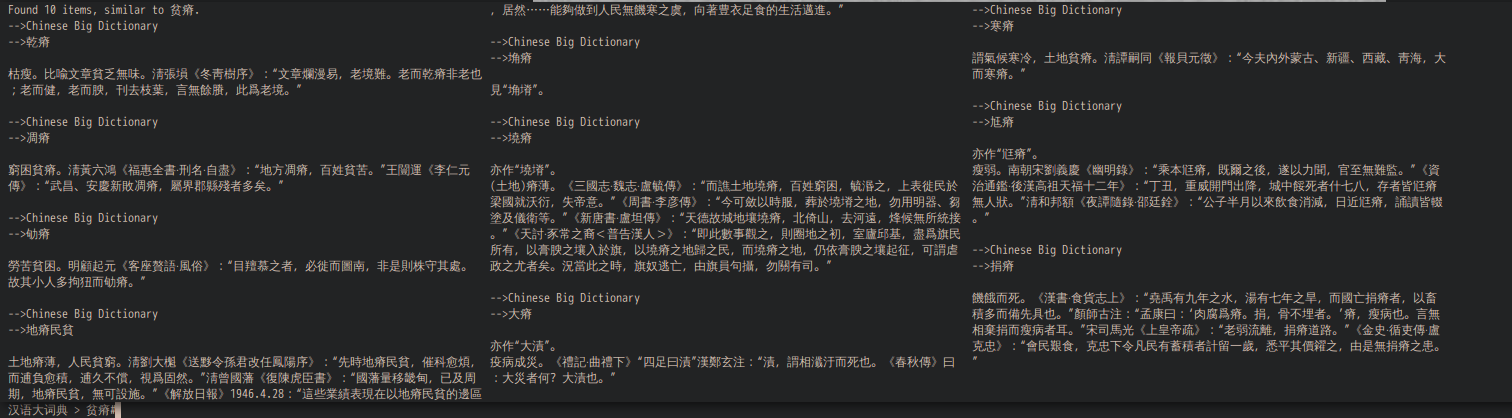 Found 10 items, similar to 贫瘠.
-->Chinese Big Dictionary
-->乾瘠

枯瘦。比喻文章貧乏無味。清張塤《冬青樹序》：“文章爛漫易，老境難。老而乾瘠非老也
；老而健，老而腴，刊去枝葉，言無餘賸，此爲老境。”

-->Chinese Big Dictionary
-->凋瘠

窮困貧瘠。清黃六鴻《福惠全書·刑名·自盡》：“地方凋瘠，百姓貧苦。”王闓運《李仁元
傳》：“武昌、安慶新敗凋瘠，屬界郡縣殘者多矣。”

-->Chinese Big Dictionary
-->劬瘠

勞苦貧困。明顧起元《客座贅語·風俗》：“目羶慕之者，必徙而圖南，非是則株守其處。
故其小人多拘狃而劬瘠。”

-->Chinese Big Dictionary
-->地瘠民貧

土地瘠薄，人民貧窮。清劉大櫆《送黟令孫君改任鳳陽序》：“先時地瘠民貧，催科愈煩，
而逋負愈積，逋久不償，視爲固然。”清曾國藩《復陳虎臣書》：“國藩量移畿甸，已及周
期，地瘠民貧，無可設施。”《解放日報》1946.4.28：“這些業績表現在以地瘠民貧的邊區
汉语大词典 > 贫瘠#
，居然……能夠做到人民無饑寒之虞，向著豐衣足食的生活邁進。”

-->Chinese Big Dictionary
-->埆瘠

見“埆塉”。

-->Chinese Big Dictionary
-->墝瘠

亦作“墝塉”。
(土地)瘠薄。《三國志·魏志·盧毓傳》：“而譙土地墝瘠，百姓窮困，毓愍之，上表徙民於
梁國就沃衍，失帝意。”《周書·李彥傳》：“今可斂以時服，葬於墝塉之地，勿用明器、芻
塗及儀衛等。”《新唐書·盧坦傳》：“天德故城地壤墝瘠，北倚山，去河遠，烽候無所統接
。”《天討·豕常之裔＜普告漢人＞》：“即此數事觀之，則圈地之初，室廬邱墓，盡爲旗民
所有，以膏腴之壤入於旗，以墝瘠之地歸之民，而墝瘠之地，仍依膏腴之壤起征，可謂虐
政之尤者矣。況當此之時，旗奴逃亡，由旗員句攝，勿關有司。”

-->Chinese Big Dictionary
-->大瘠

亦作“大漬”。
疫病成災。《禮記·曲禮下》“四足曰漬”漢鄭玄注：“漬，謂相瀸汙而死也。《春秋傳》曰
：大災者何？大漬也。”
-->Chinese Big Dictionary
-->寒瘠

謂氣候寒冷，土地貧瘠。清譚嗣同《報貝元徵》：“今夫內外蒙古、新疆、西藏、青海，大
而寒瘠。”

-->Chinese Big Dictionary
-->尪瘠

亦作“尩瘠”。
瘦弱。南朝宋劉義慶《幽明錄》：“乘本尩瘠，既爾之後，遂以力聞，官至無難監。”《資
治通鑑·後漢高祖天福十二年》：“丁丑，重威開門出降，城中餒死者什七八，存者皆尩瘠
無人狀。”清和邦額《夜譚隨錄·邵廷銓》：“公子半月以來飲食消減，日近尩瘠，誦讀皆輟
。”

-->Chinese Big Dictionary
-->捐瘠

饑餓而死。《漢書·食貨志上》：“堯禹有九年之水，湯有七年之旱，而國亡捐瘠者，以畜
積多而備先具也。”顏師古注：“孟康曰：‘肉腐爲瘠。捐，骨不埋者。’瘠，瘦病也。言無
相棄捐而瘦病者耳。”宋司馬光《上皇帝疏》：“老弱流離，捐瘠道路。”《金史·循吏傳·盧
克忠》：“會民艱食，克忠下令凡民有蓄積者計留一歲，悉平其價糴之，由是無捐瘠之患。
”